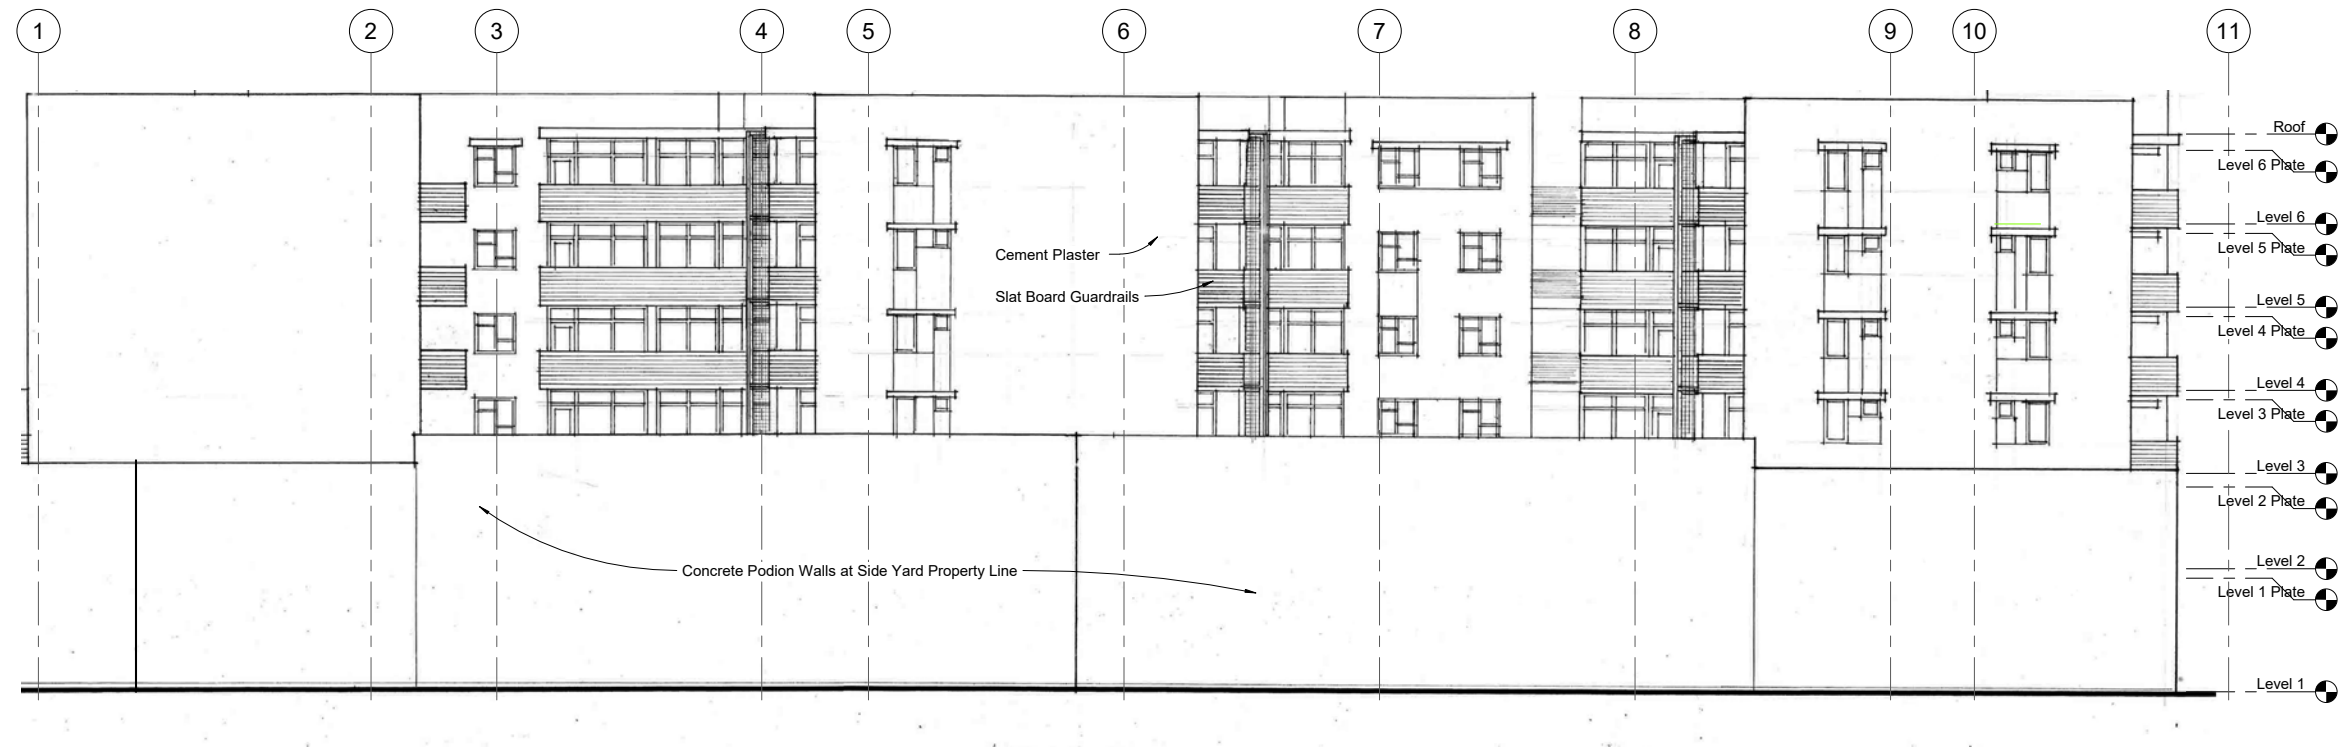 1
2
3
4
5
6
7
8
9
10
11
Roof
Level 6 Plate
Level 6
Level 5 Plate
Cement Plaster
Slat Board Guardrails
Level 5
Level 4 Plate
Level 4
Level 3 Plate
Level 3
Level 2 Plate
Concrete Podion Walls at Side Yard Property Line
Level 2
Level 1 Plate
Level 1